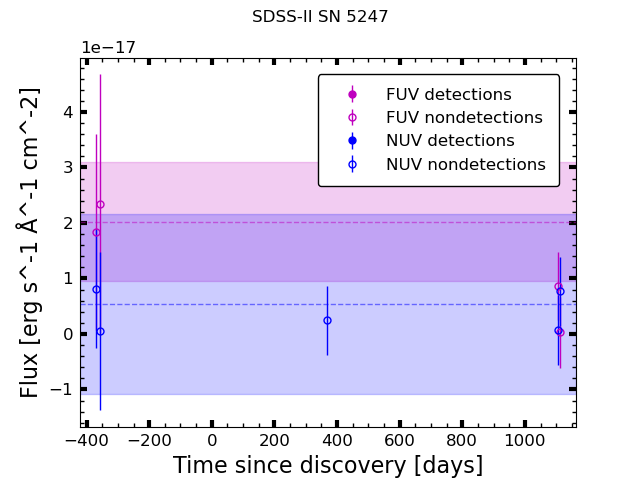 SDSS-II SN 5247
1e−17
FUV detections
FUV nondetections
NUV detections
NUV nondetections
4
3
2
1
0
−1
Flux [erg s^-1 Å^-1 cm^-2]
−400 −200 0 200 400 600 800 1000
Time since discovery [days]